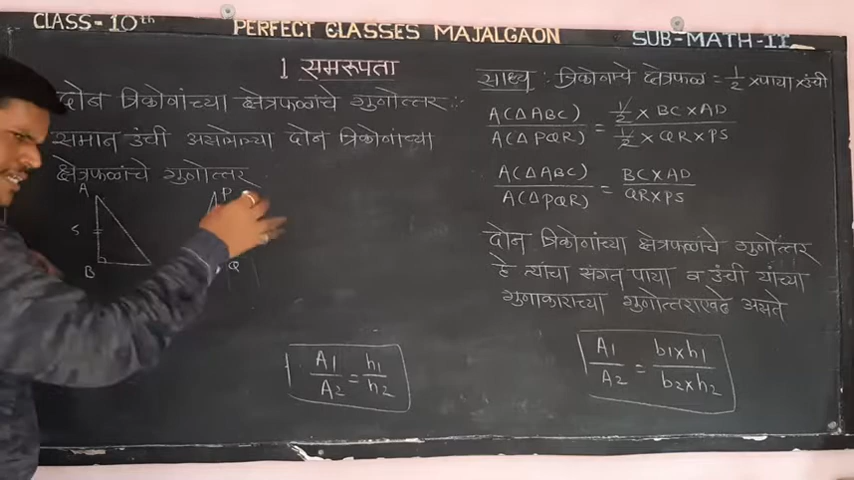 CLASS-10th PERFECT CLASSES MAJALGAON SUB-MATH-II
1 समरूपता
दोन त्रिकोणांच्या क्षेत्रफळांचे गुणोत्तर :
समान उंची असलेल्या दोन त्रिकोणांच्या
क्षेत्रफळांचे गुणोत्तर
A
P
5
B
Q
A1/A2 = h1/h2
साध्य : त्रिकोणाचे क्षेत्रफळ = 1/2 × पाया × उंची
A(△ABC)/A(△PQR) = 1/2 × BC × AD / 1/2 × QR × PS
A(△ABC)/A(△PQR) = BC × AD / QR × PS
दोन त्रिकोणांच्या क्षेत्रफळांचे गुणोत्तर
हे त्यांचा संगत पाया व उंची यांच्या
गुणाकाराच्या गुणोत्तराएवढे असते
A1/A2 = b1×h1 / b2×h2